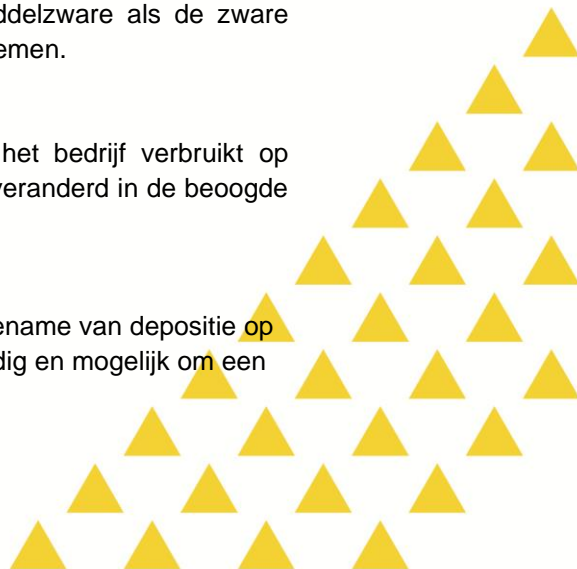 ddelzware als de zware
emen.
het bedrijf verbruikt op
veranderd in de beoogde
ename van depositie op
dig en mogelijk om een